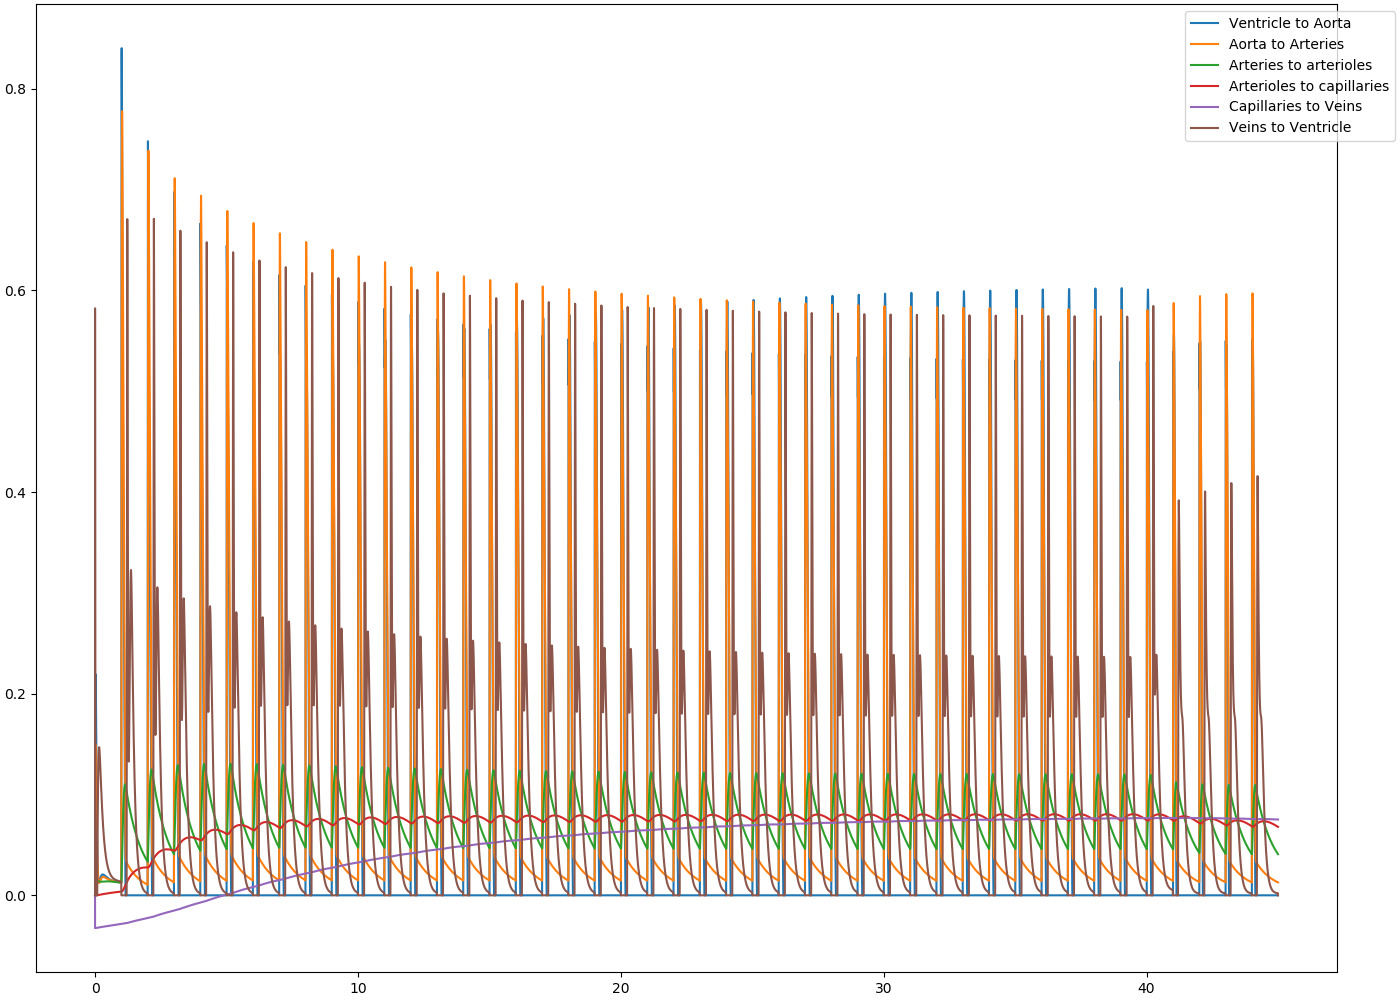 Ventricle to Aorta
Aorta to Arteries
Arteries to arterioles
Arterioles to capillaries
Capillaries to Veins
Veins to Ventricle
0.8
0.6
0.4
0.2
0.0
0 10 20 30 40